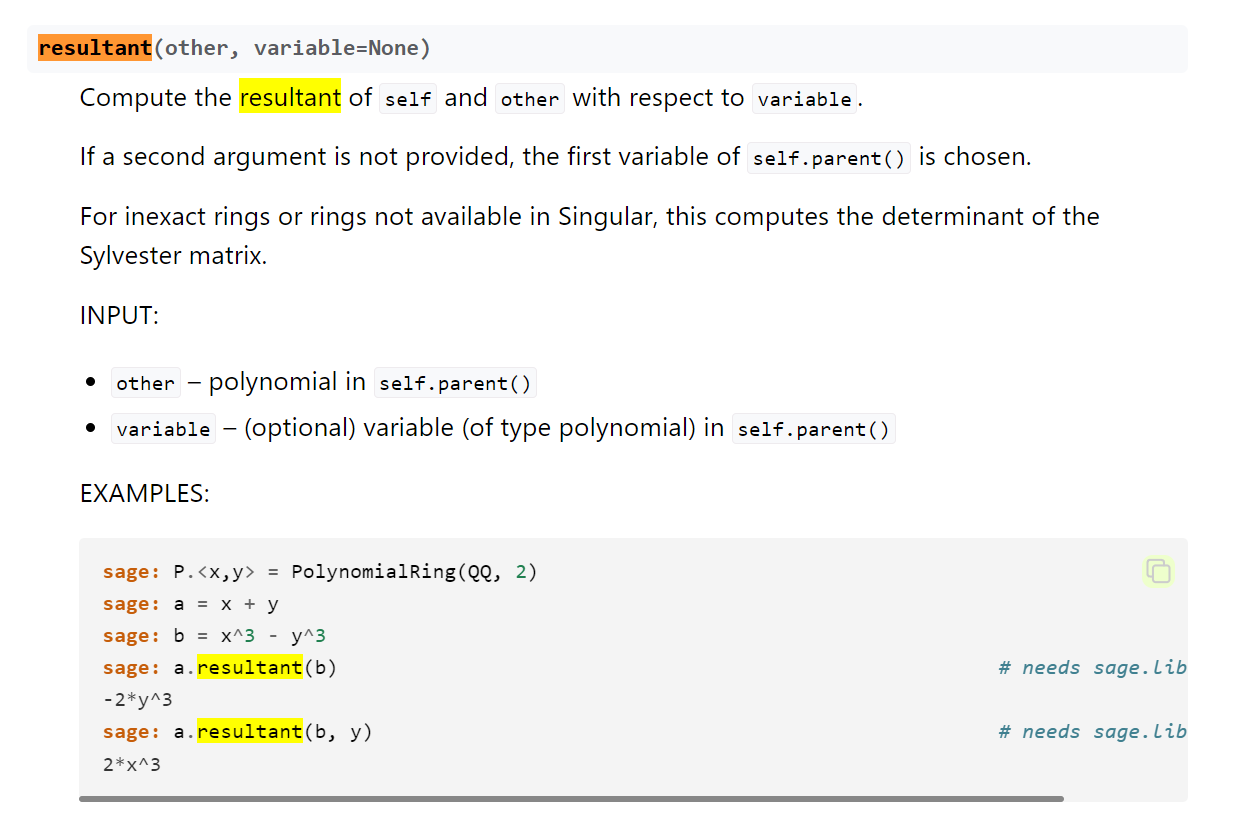 resultant(other, variable=None)
Compute the resultant of self and other with respect to variable.
If a second argument is not provided, the first variable of self.parent() is chosen.
For inexact rings or rings not available in Singular, this computes the determinant of the
Sylvester matrix.
INPUT:
• other – polynomial in self.parent()
• variable – (optional) variable (of type polynomial) in self.parent()
EXAMPLES:
sage: P.<x,y> = PolynomialRing(QQ, 2)
sage: a = x + y
sage: b = x^3 - y^3
sage: a.resultant(b) # needs sage.lib
-2*y^3
sage: a.resultant(b, y) # needs sage.lib
2*x^3